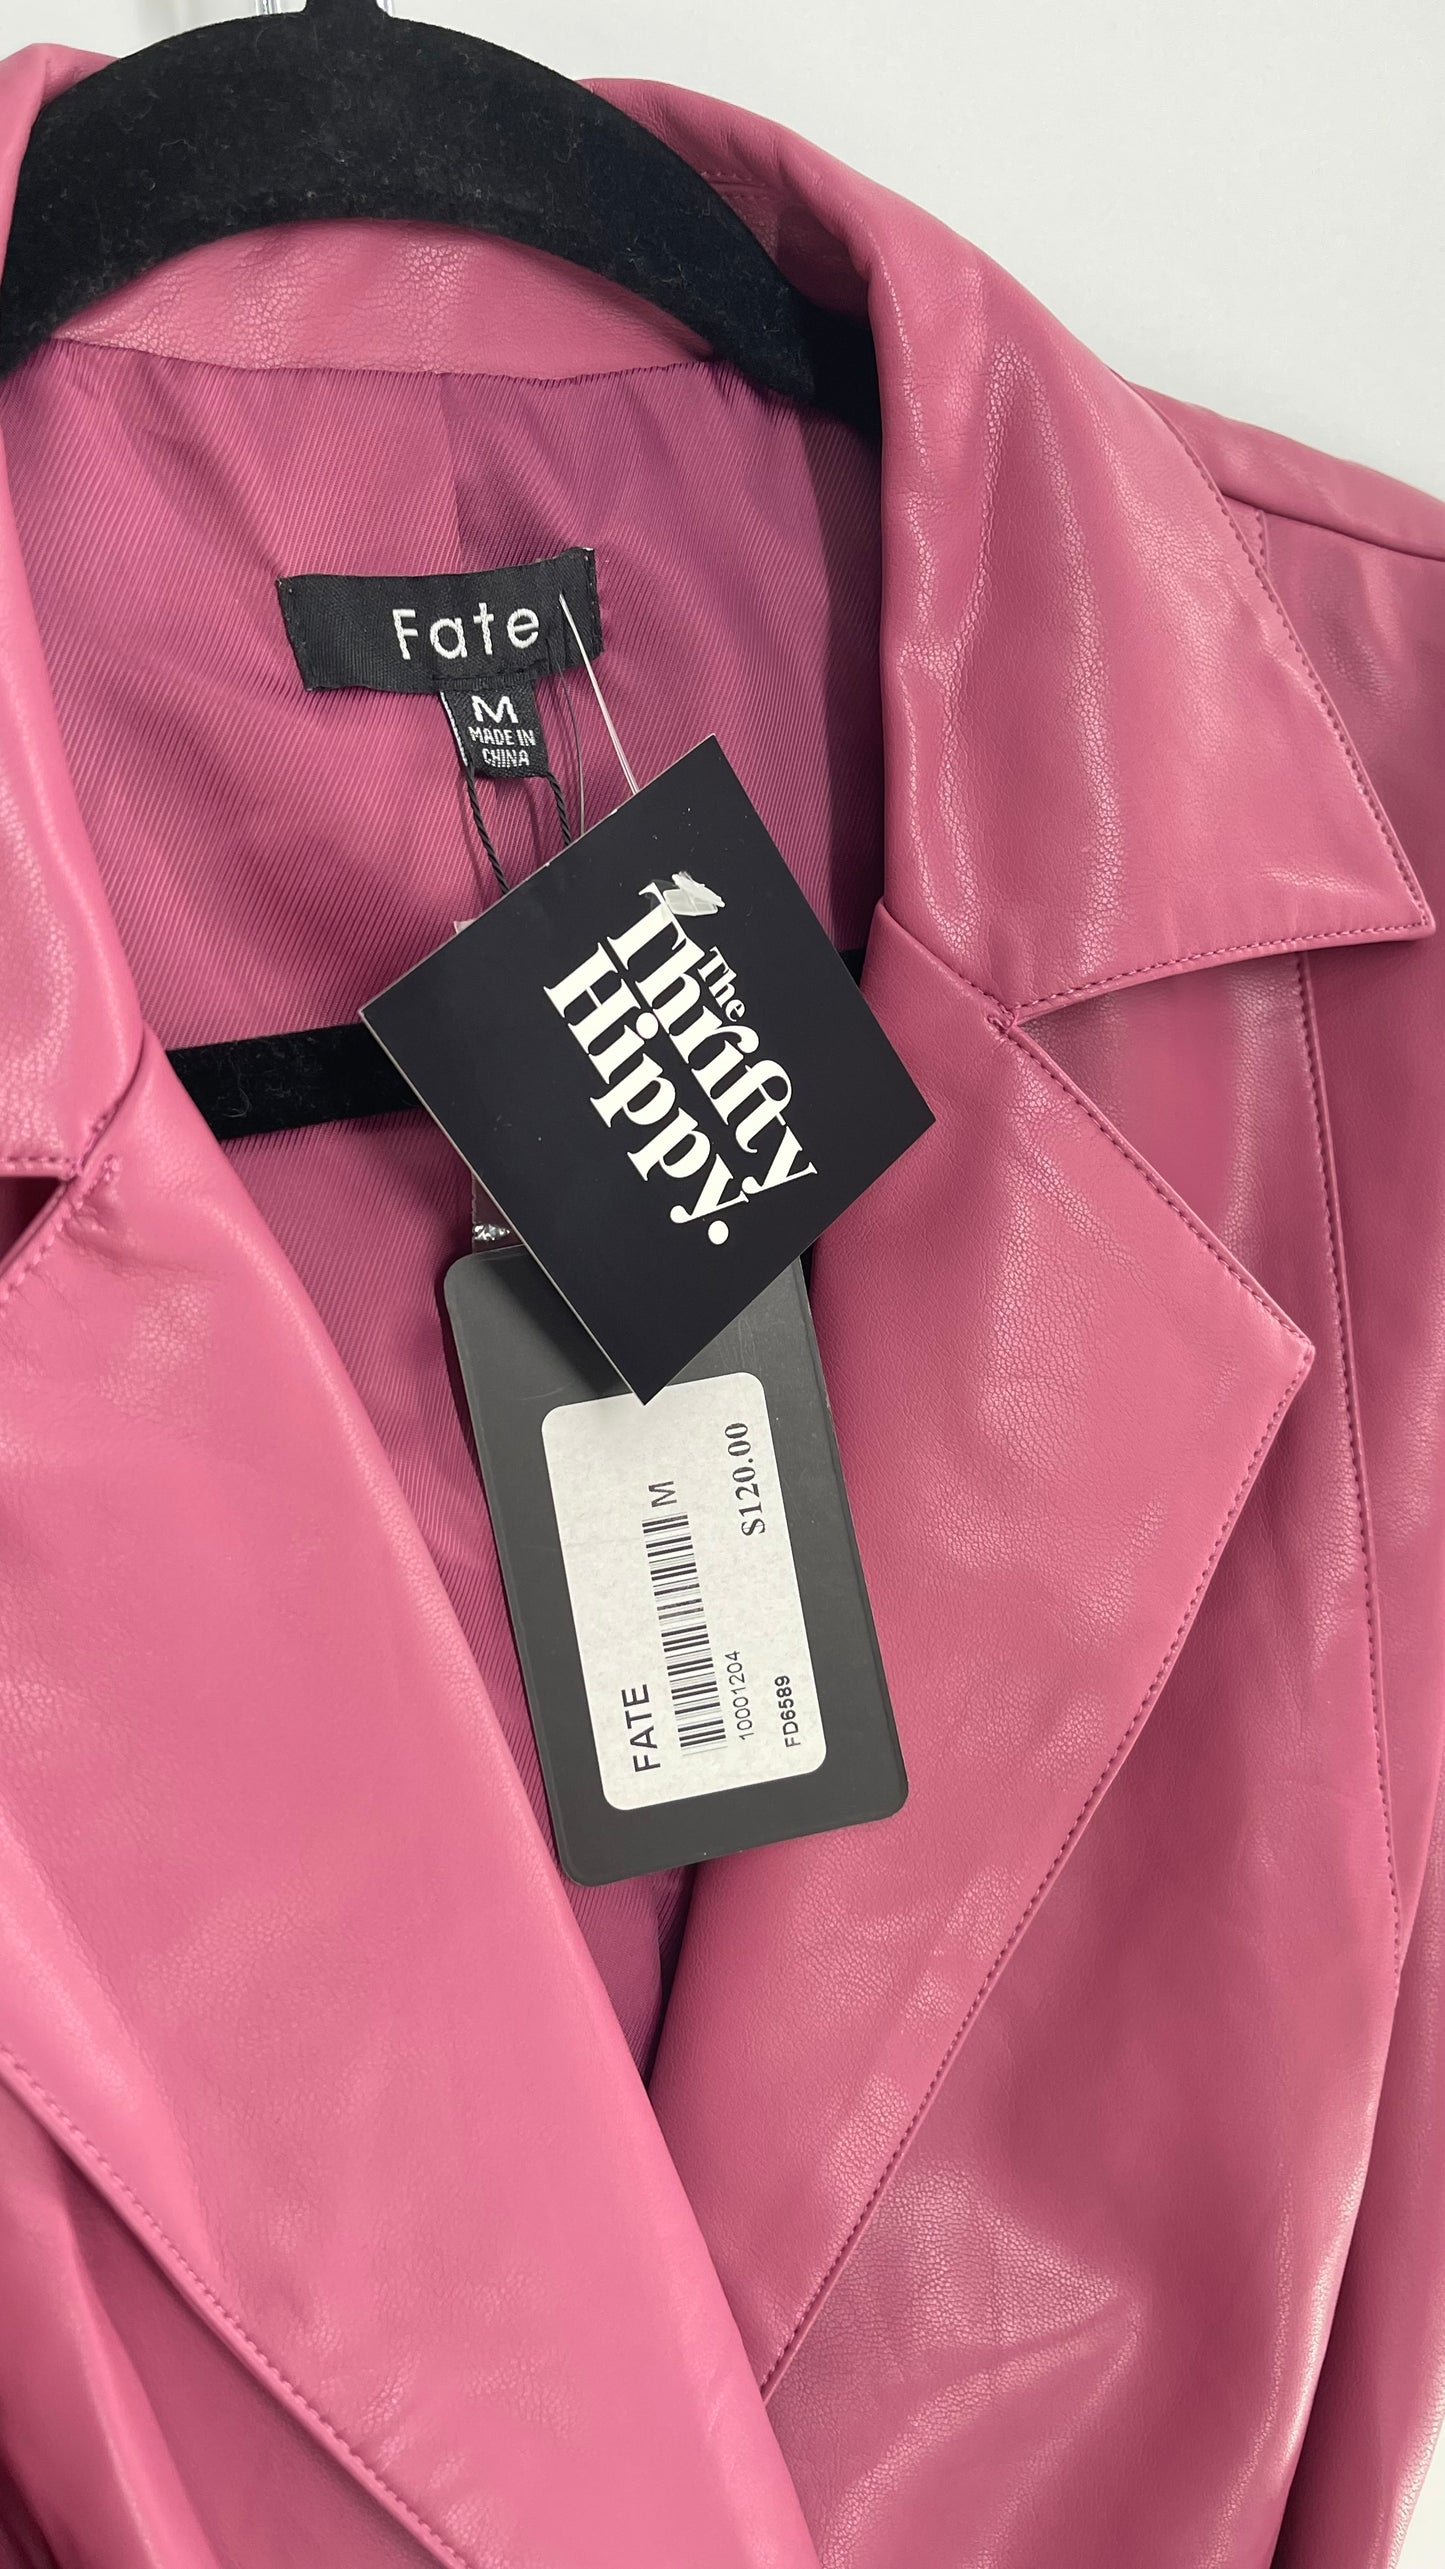 Fate
M
MADE IN
CHINA
The
Thrifty
Hippy.
FATE
M
10001204
$120.00
FD6589